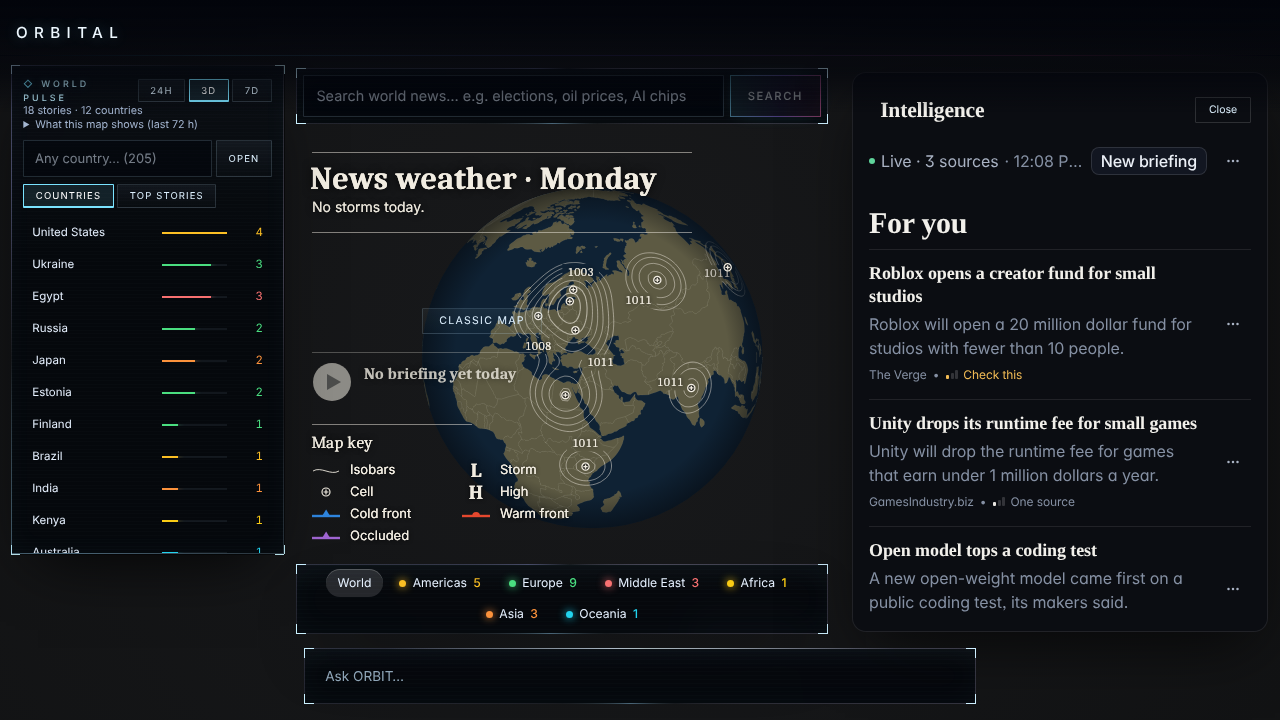 ORBITAL
◇ WORLD PULSE
24H
3D
7D
18 stories · 12 countries
▶ What this map shows (last 72 h)
Any country... (205)
OPEN
COUNTRIES
TOP STORIES
United States 4
Ukraine 3
Egypt 3
Russia 2
Japan 2
Estonia 2
Finland 1
Brazil 1
India 1
Kenya 1
Australia 1
Search world news... e.g. elections, oil prices, AI chips
SEARCH
News weather · Monday
No storms today.
1003
1011
1011
CLASSIC MAP
1008
1011
1011
No briefing yet today
1011
Map key
Isobars
L Storm
Cell
H High
Cold front
Warm front
Occluded
World
Americas 5
Europe 9
Middle East 3
Africa 1
Asia 3
Oceania 1
Ask ORBIT...
Intelligence
Close
Live · 3 sources · 12:08 P...
New briefing
For you
Roblox opens a creator fund for small
studios
Roblox will open a 20 million dollar fund for
studios with fewer than 10 people.
The Verge • Check this
Unity drops its runtime fee for small games
Unity will drop the runtime fee for games
that earn under 1 million dollars a year.
GamesIndustry.biz • One source
Open model tops a coding test
A new open-weight model came first on a
public coding test, its makers said.